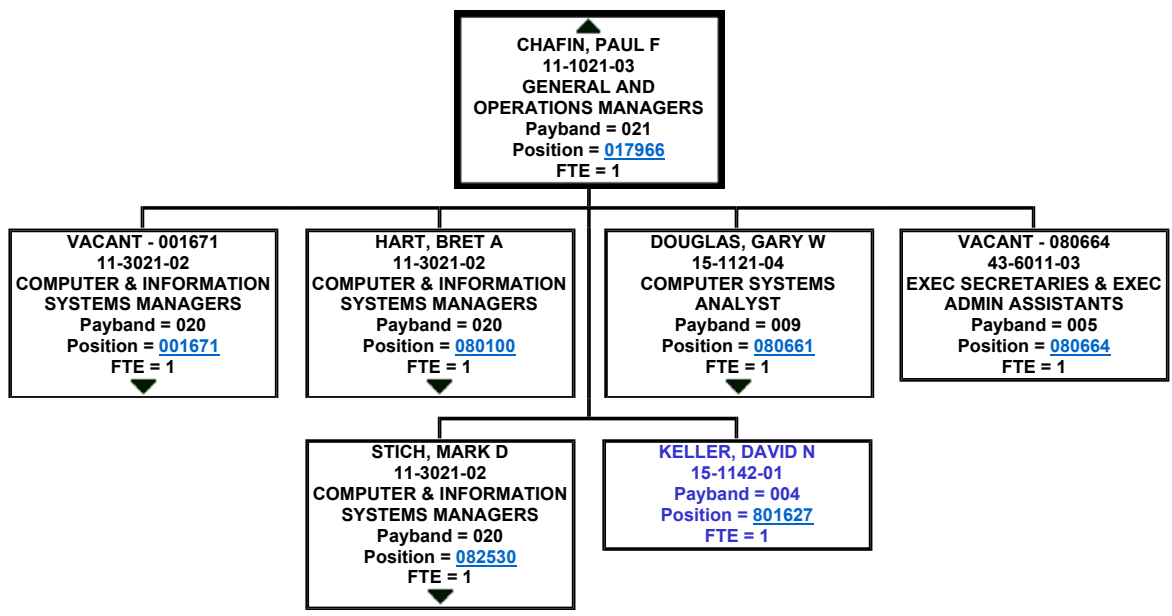 CHAFIN, PAUL F
11-1021-03
GENERAL AND
OPERATIONS MANAGERS
Payband = 021
Position = 017966
FTE = 1
VACANT - 001671
11-3021-02
COMPUTER & INFORMATION
SYSTEMS MANAGERS
Payband = 020
Position = 001671
FTE = 1
HART, BRET A
11-3021-02
COMPUTER & INFORMATION
SYSTEMS MANAGERS
Payband = 020
Position = 080100
FTE = 1
DOUGLAS, GARY W
15-1121-04
COMPUTER SYSTEMS
ANALYST
Payband = 009
Position = 080661
FTE = 1
VACANT - 080664
43-6011-03
EXEC SECRETARIES & EXEC
ADMIN ASSISTANTS
Payband = 005
Position = 080664
FTE = 1
STICH, MARK D
11-3021-02
COMPUTER & INFORMATION
SYSTEMS MANAGERS
Payband = 020
Position = 082530
FTE = 1
KELLER, DAVID N
15-1142-01
Payband = 004
Position = 801627
FTE = 1